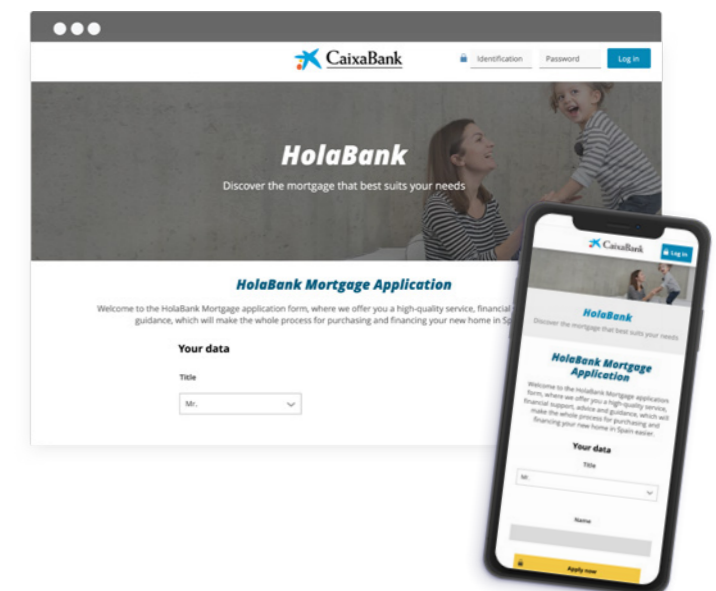 CaixaBank
Identification
Password
Log in
HolaBank
Discover the mortgage that best suits your needs
HolaBank Mortgage Application
Welcome to the HolaBank Mortgage application form, where we offer you a high-quality service, financial
guidance, which will make the whole process for purchasing and financing your new home in Sp
Your data
Title
Mr.
CaixaBank
Log in
HolaBank
Discover the mortgage that best suits your needs
HolaBank Mortgage
Application
Welcome to the HolaBank Mortgage application
form, where we offer you a high-quality service,
financial support, advice and guidance, which will
make the whole process for purchasing and
financing your new home in Spain easier.
Your data
Title
Mr.
Name
Apply now